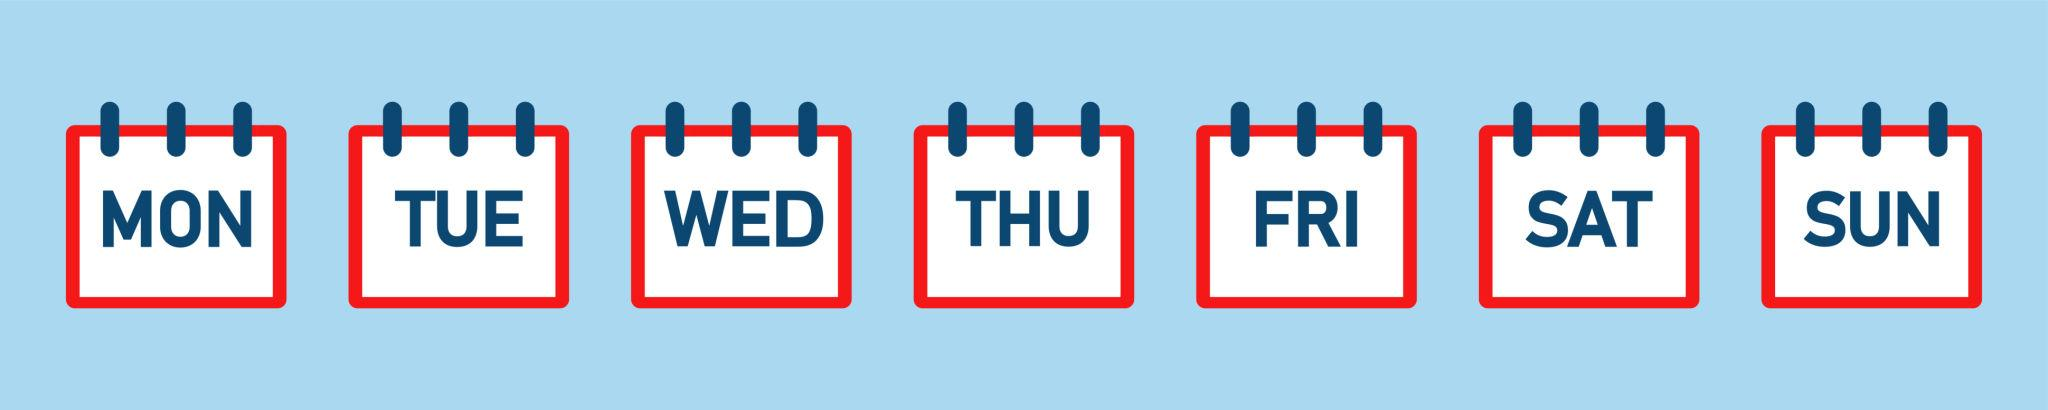 MON TUE WED THU FRI SAT SUN